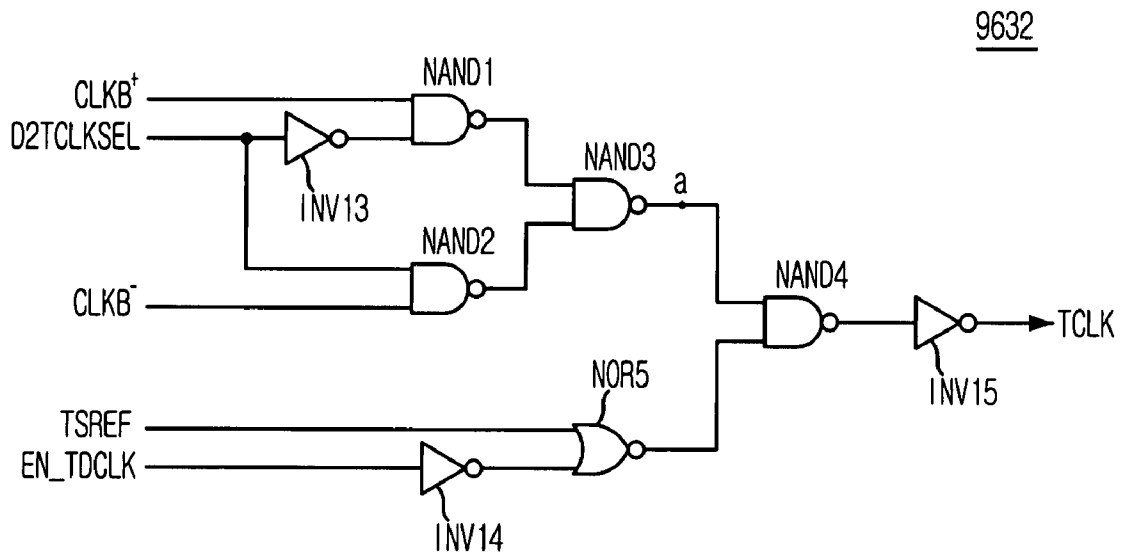 9632
NAND1
CLKB+
D2TCLKSEL
INV13
NAND3
a
NAND2
CLKB-
NAND4
TCLK
INV15
NOR5
TSREF
EN_TDCLK
INV14